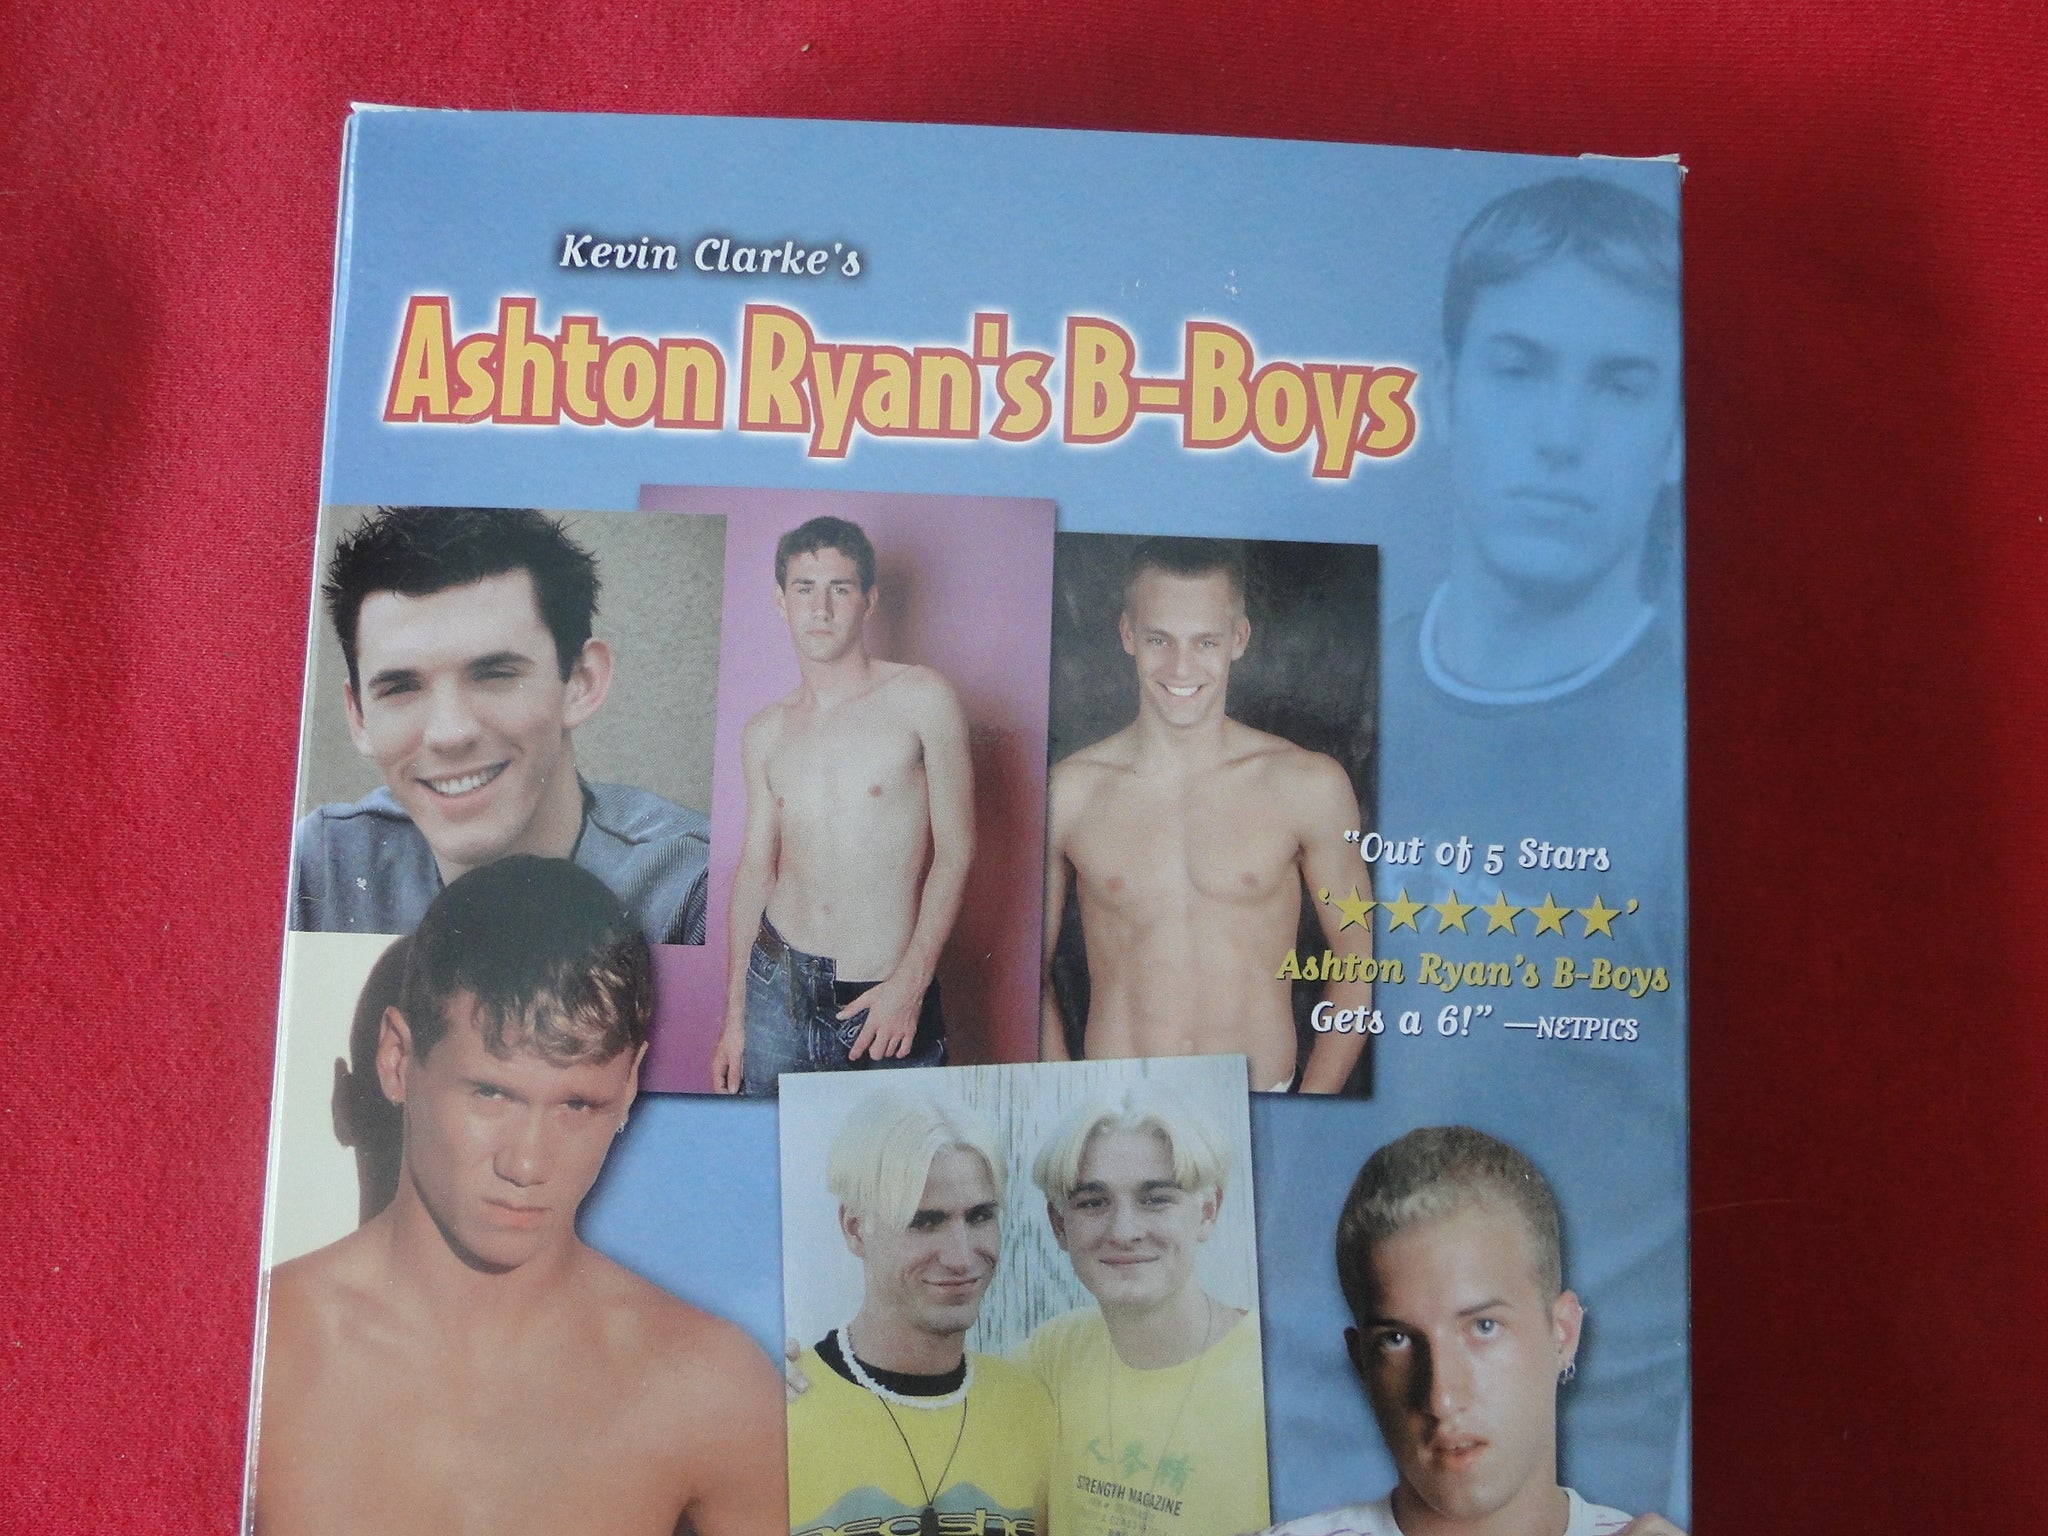 Kevin Clarke's
Ashton Ryan's B-Boys
"Out of 5 Stars
'★★★★★★'
Ashton Ryan's B-Boys
Gets a 6!" —NETPICS
STRENGTH MAGAZINE